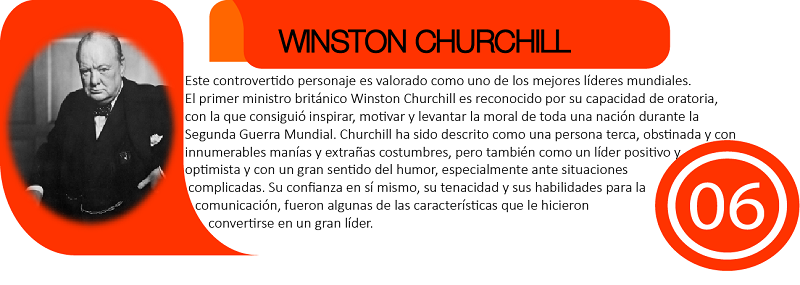 WINSTON CHURCHILL
Este controvertido personaje es valorado como uno de los mejores líderes mundiales.
El primer ministro británico Winston Churchill es reconocido por su capacidad de oratoria,
con la que consiguió inspirar, motivar y levantar la moral de toda una nación durante la
Segunda Guerra Mundial. Churchill ha sido descrito como una persona terca, obstinada y con
innumerables manías y extrañas costumbres, pero también como un líder positivo y
optimista y con un gran sentido del humor, especialmente ante situaciones
complicadas. Su confianza en sí mismo, su tenacidad y sus habilidades para la
comunicación, fueron algunas de las características que le hicieron
convertirse en un gran líder.
06